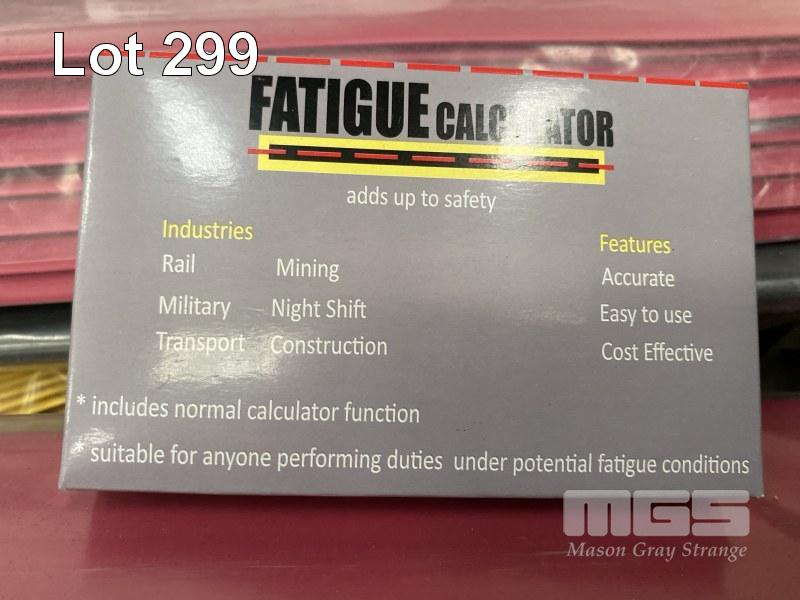 Lot 299
FATIGUE CALCULATOR
adds up to safety
Industries
Features
Rail Mining
Accurate
Military Night Shift
Easy to use
Transport Construction
Cost Effective
* includes normal calculator function
* suitable for anyone performing duties under potential fatigue conditions
MGS
Mason Gray Strange